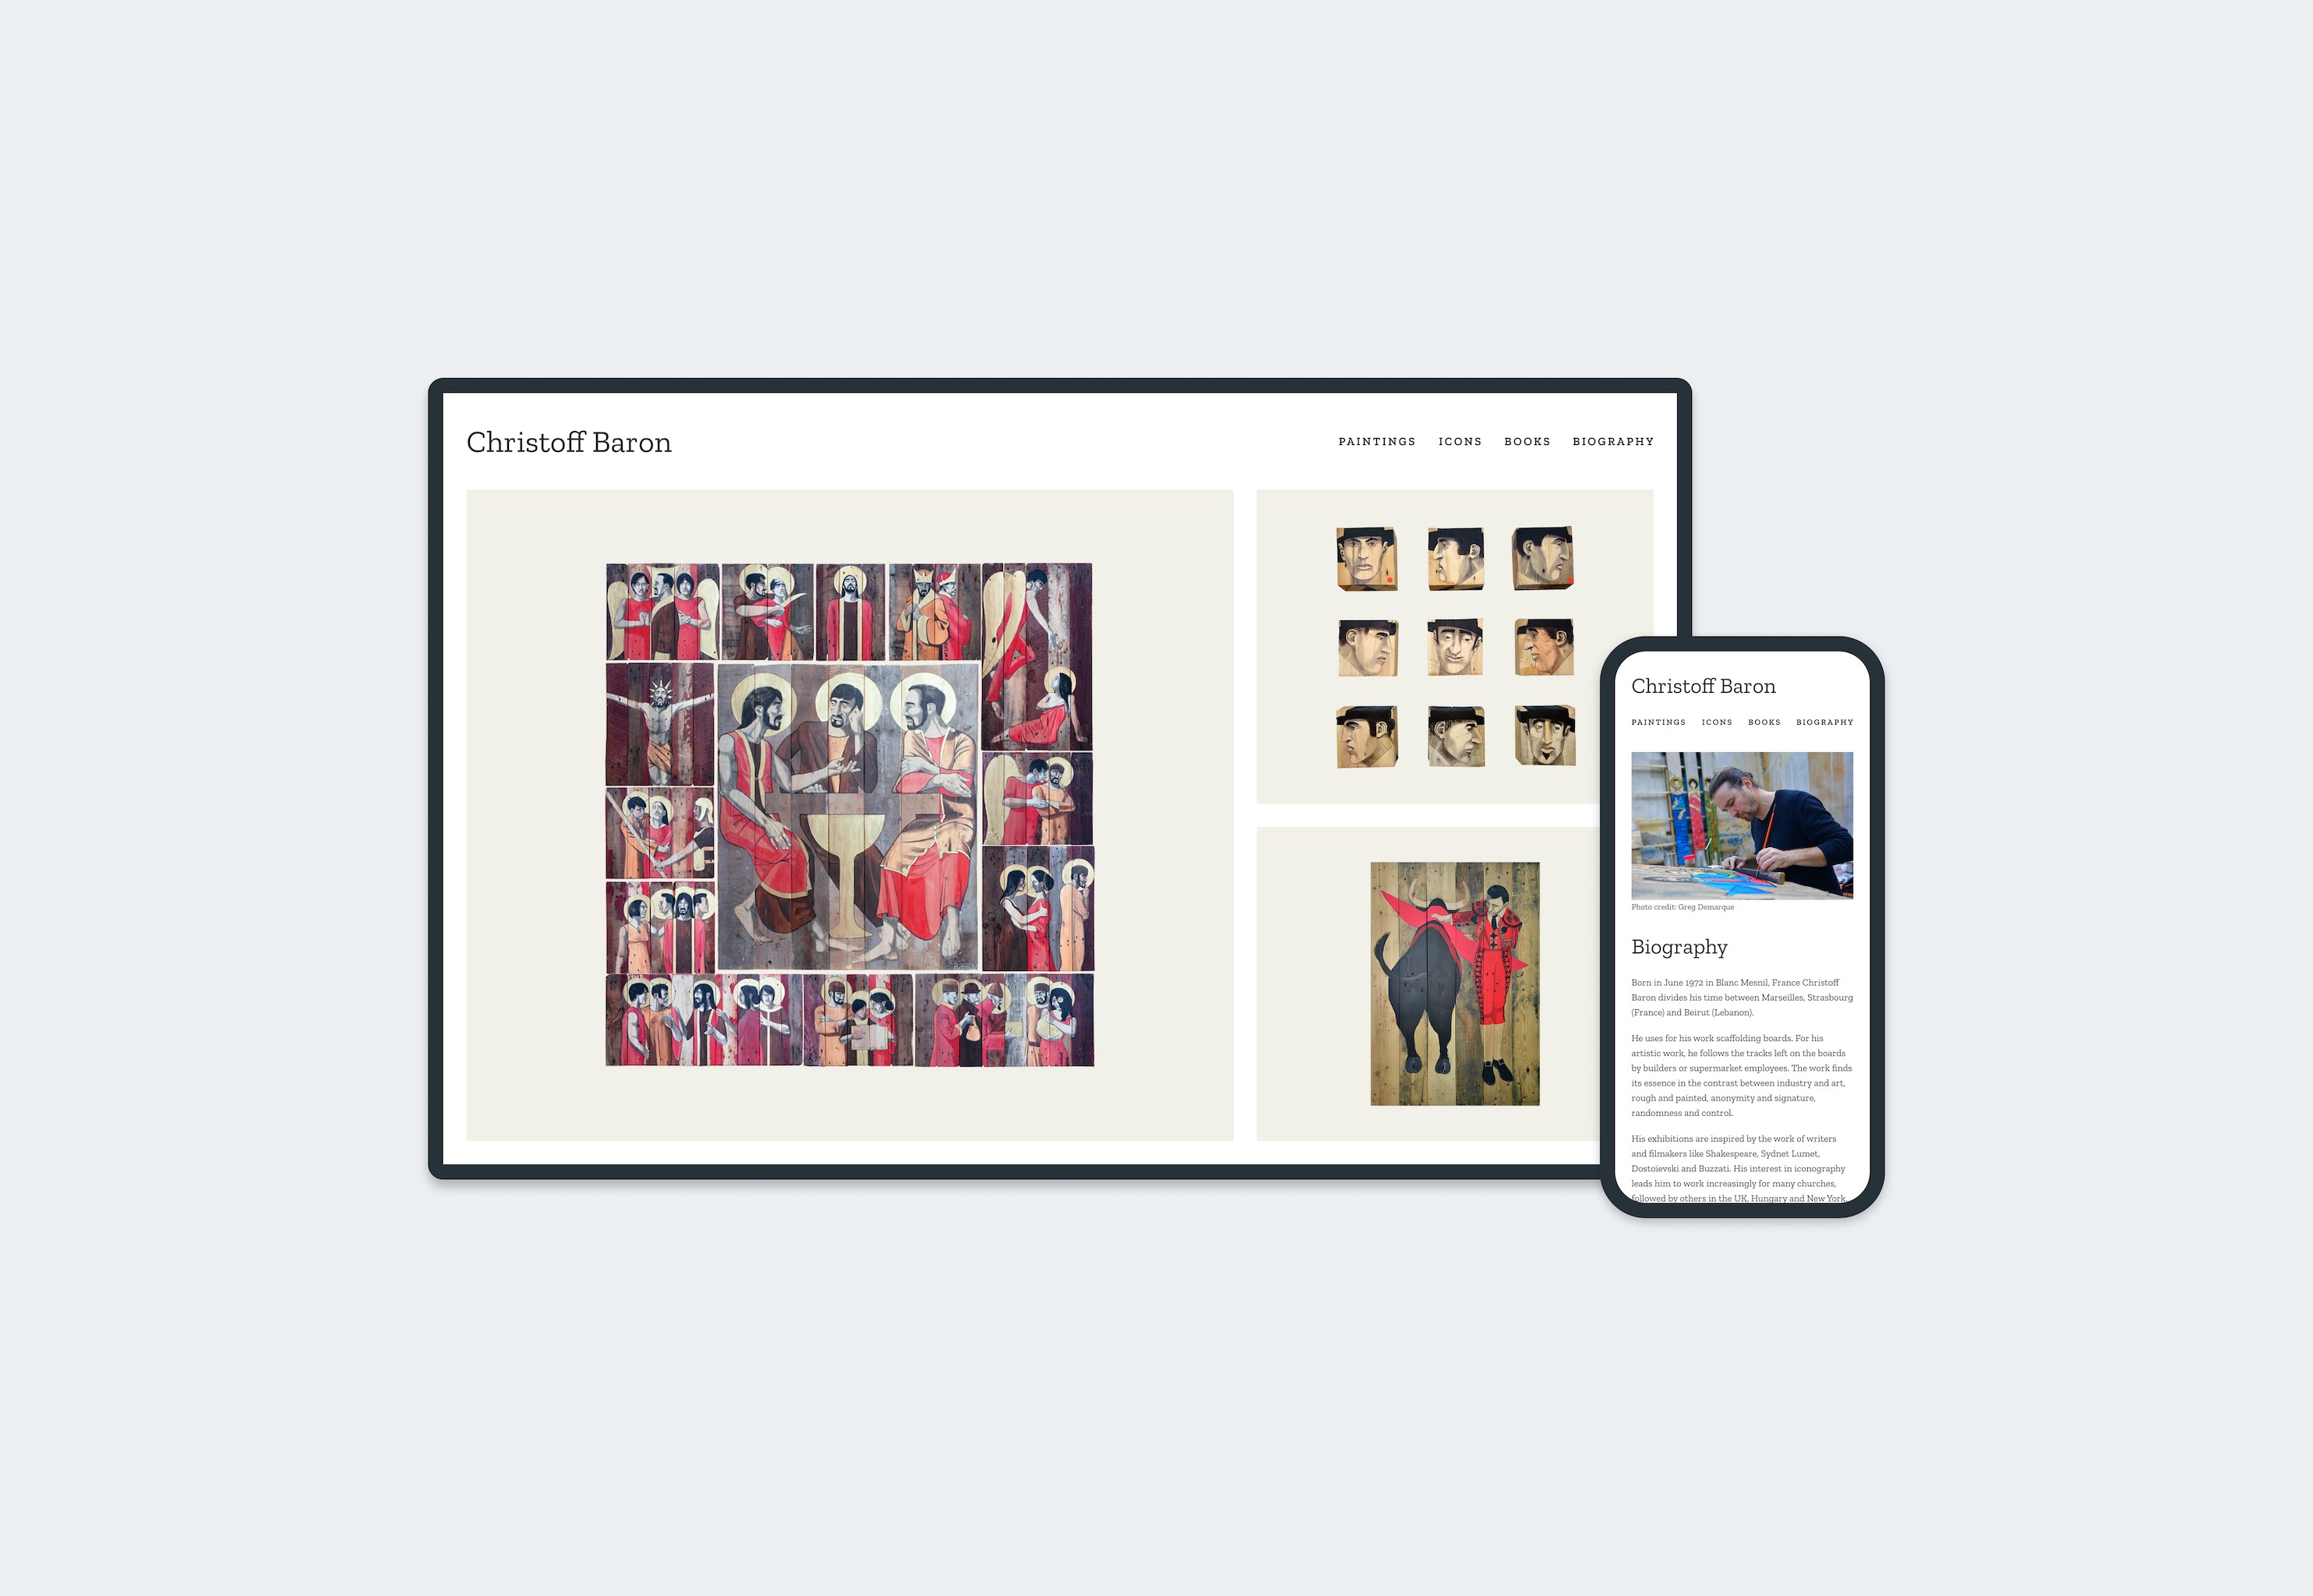 Christoff Baron
PAINTINGS ICONS BOOKS BIOGRAPHY
Christoff Baron
PAINTINGS ICONS BOOKS BIOGRAPHY
Photo credit: Greg Demarque
Biography
Born in June 1972 in Blanc Mesnil, France Christoff
Baron divides his time between Marseilles, Strasbourg
(France) and Beirut (Lebanon).
He uses for his work scaffolding boards. For his
artistic work, he follows the tracks left on the boards
by builders or supermarket employees. The work finds
its essence in the contrast between industry and art,
rough and painted, anonymity and signature,
randomness and control.
His exhibitions are inspired by the work of writers
and filmmakers like Shakespeare, Sydnet Lumet,
Dostoïevski and Buzzati. His interest in iconography
leads him to work increasingly for many churches,
followed by others in the UK, Hungary and New York.